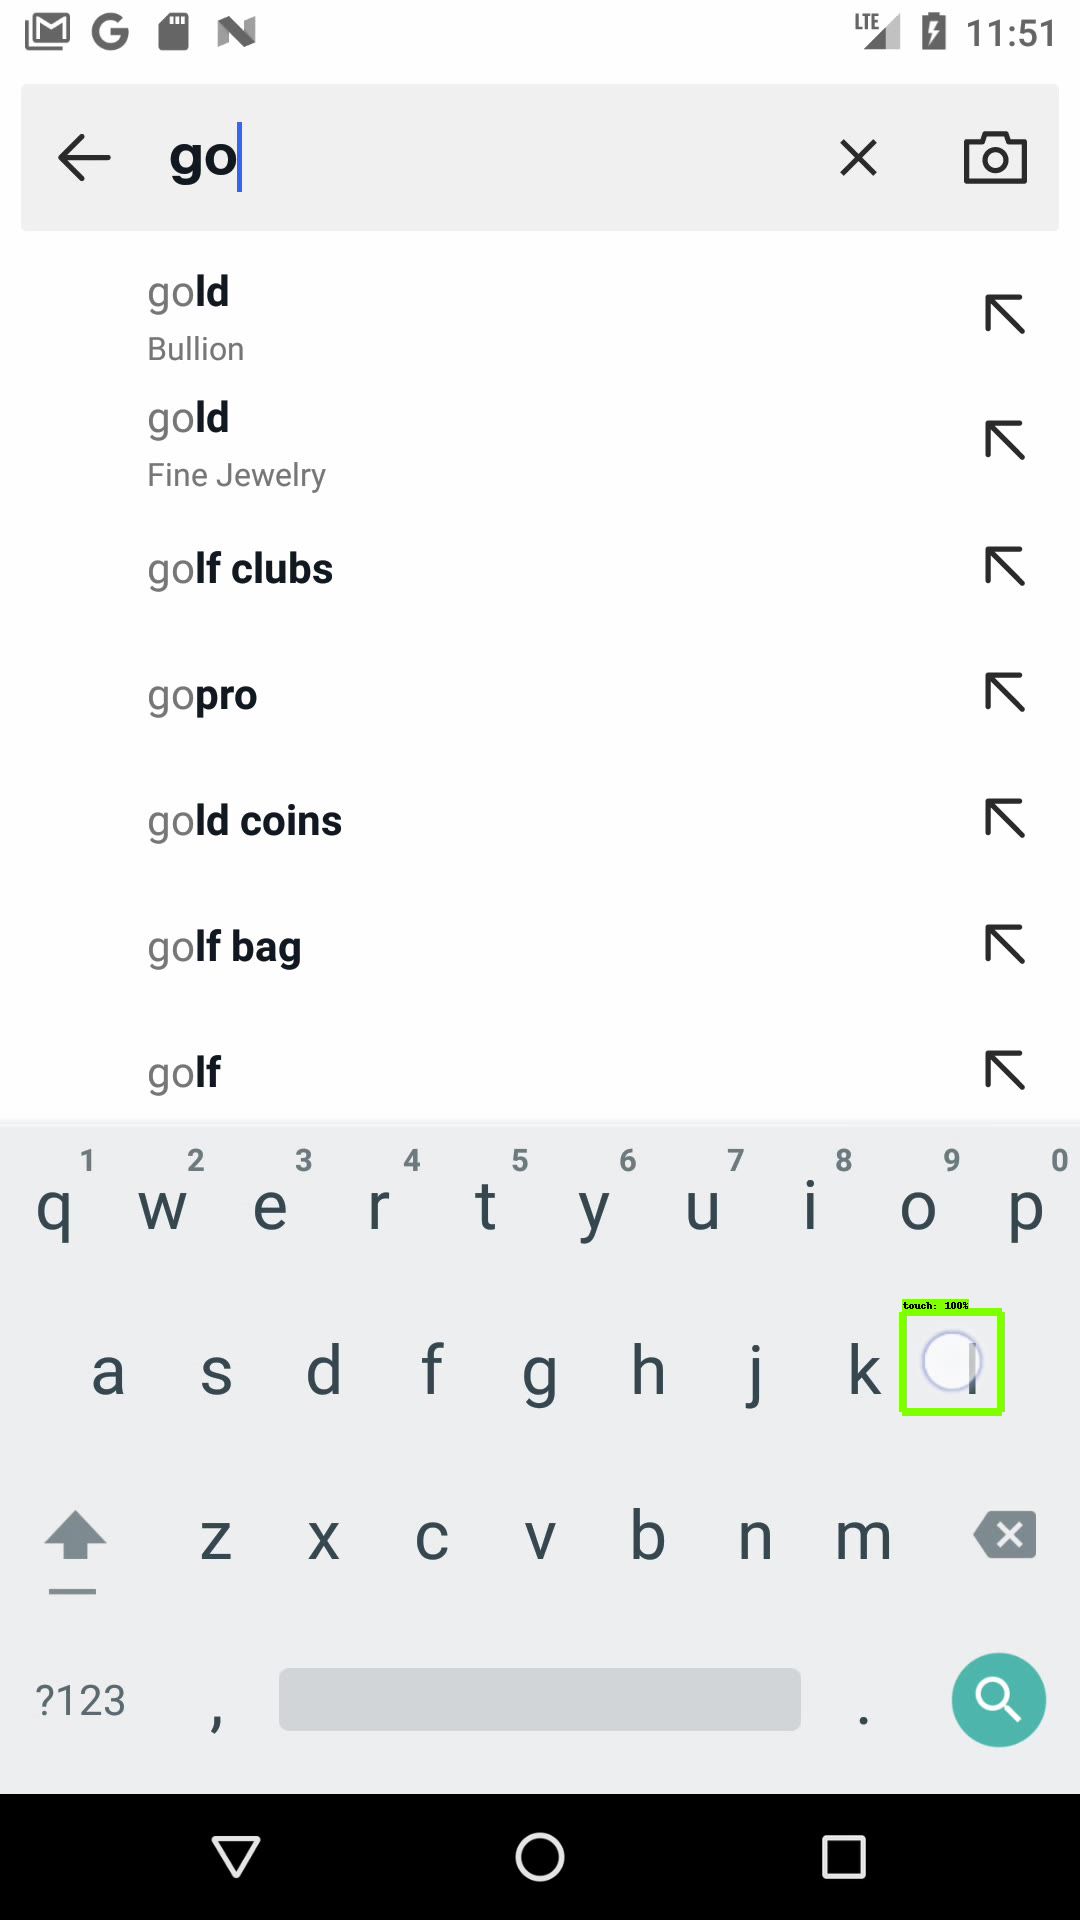 LTE 11:51
go
gold
Bullion
gold
Fine Jewelry
golf clubs
gopro
gold coins
golf bag
golf
1 2 3 4 5 6 7 8 9 0
q w e r t y u i o p
touch: 100%
a s d f g h j k l
z x c v b n m
?123 , .